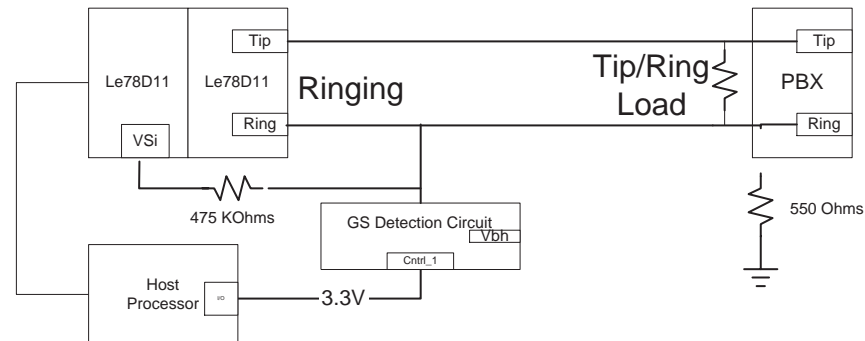 Tip
Le78D11
Le78D11
Ring
VSi
Ringing
Tip/Ring
Load
Tip
PBX
Ring
475 KOhms
GS Detection Circuit
Vbh
Cntrl_1
550 Ohms
Host
Processor
I/O
3.3V